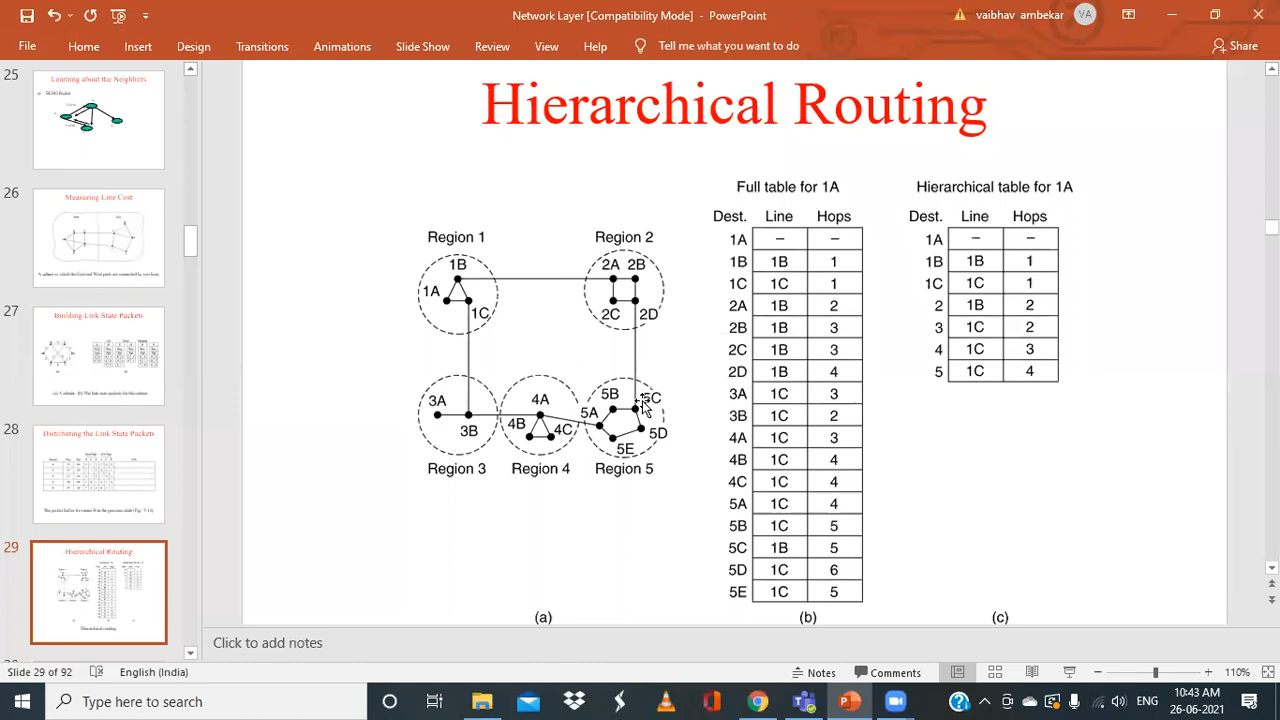 Network Layer [Compatibility Mode] - PowerPoint
vaibhav ambekar
VA
File Home Insert Design Transitions Animations Slide Show Review View Help Tell me what you want to do Share
25
Learning about the Neighbors
26
Measuring Line Cost
27
Building Link State Packets
28
Distributing the Link State Packets
29
Hierarchical Routing
Hierarchical routing.
Hierarchical Routing
Region 1
Region 2
1B
1A
1C
2A 2B
2C 2D
3A
3B
4A
4B
4C
5B
5C
5A
5D
5E
Region 3
Region 4
Region 5
(a)
Full table for 1A
Dest. Line Hops
1A – –
1B 1B 1
1C 1C 1
2A 1B 2
2B 1B 3
2C 1B 3
2D 1B 4
3A 1C 3
3B 1C 2
4A 1C 3
4B 1C 4
4C 1C 4
5A 1C 4
5B 1C 5
5C 1B 5
5D 1C 6
5E 1C 5
(b)
Hierarchical table for 1A
Dest. Line Hops
1A – –
1B 1B 1
1C 1C 1
2 1B 2
3 1C 2
4 1C 3
5 1C 4
(c)
Click to add notes
Slide 29 of 92 English (India) Notes Comments 110%
Type here to search
ENG
10:43 AM
26-06-2021